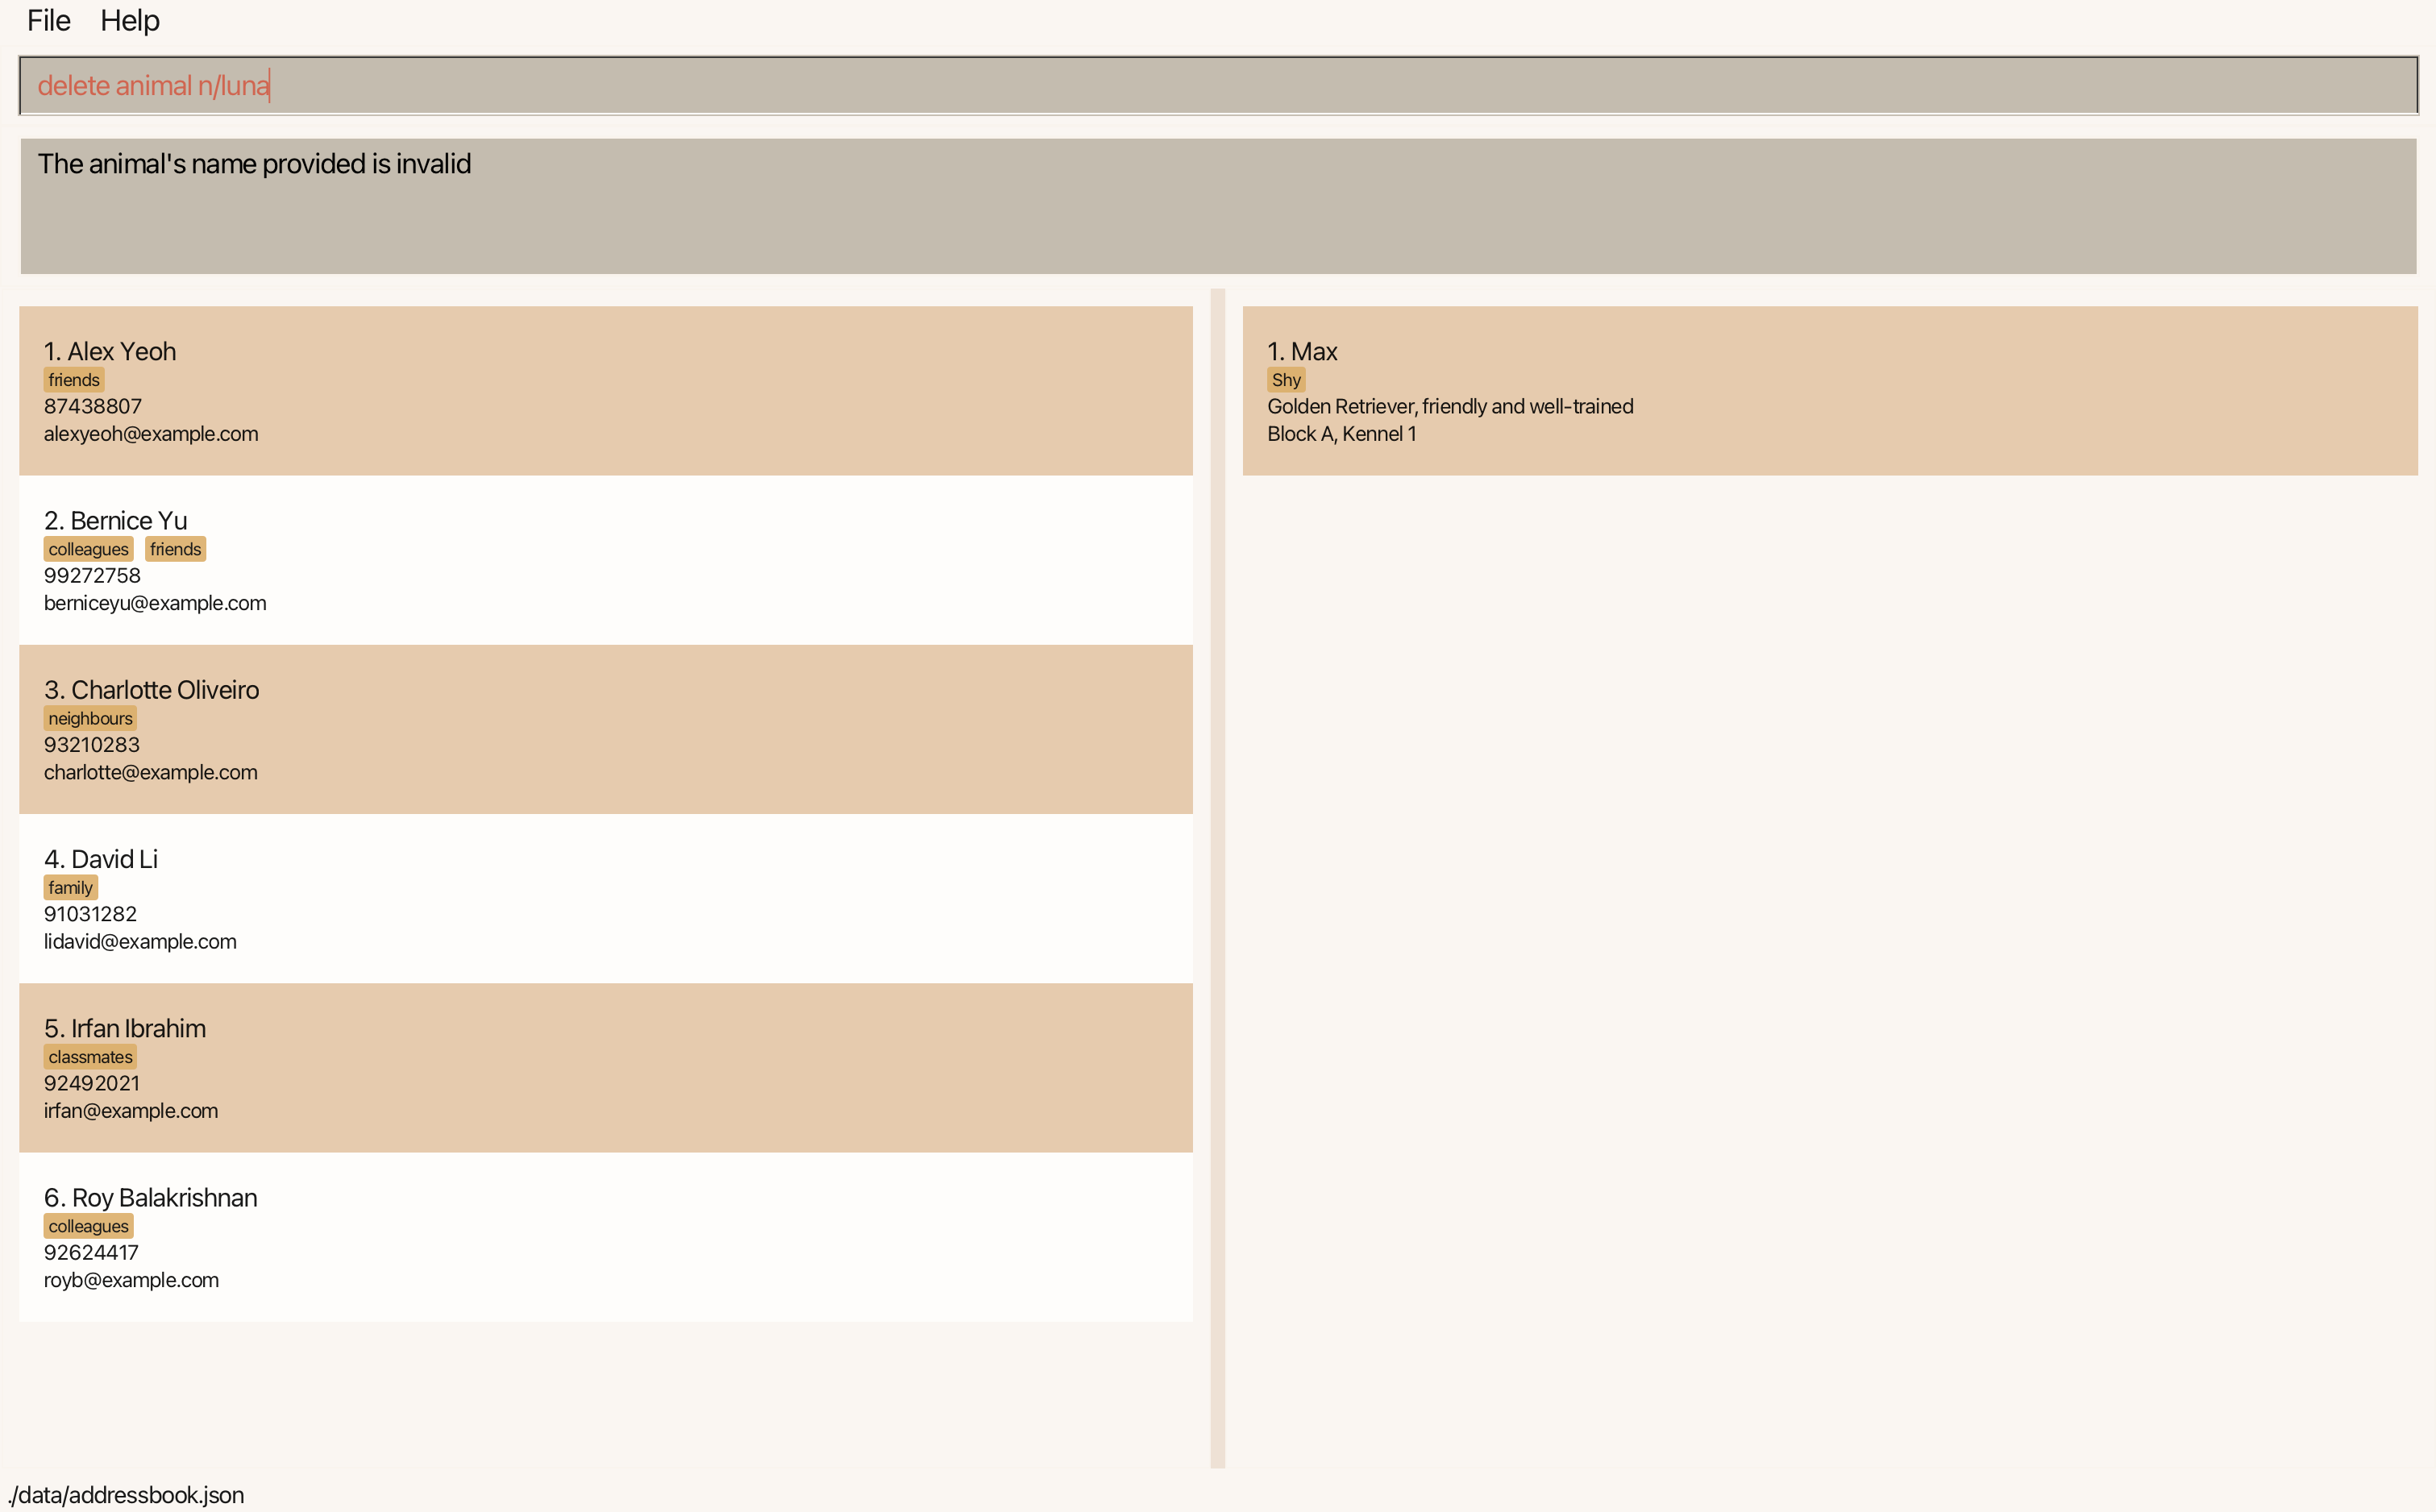 File Help
delete animal n/luna
The animal's name provided is invalid
1. Alex Yeoh
friends
87438807
alexyeoh@example.com
2. Bernice Yu
colleagues friends
99272758
berniceyu@example.com
3. Charlotte Oliveiro
neighbours
93210283
charlotte@example.com
4. David Li
family
91031282
lidavid@example.com
5. Irfan Ibrahim
classmates
92492021
irfan@example.com
6. Roy Balakrishnan
colleagues
92624417
royb@example.com
1. Max
Shy
Golden Retriever, friendly and well-trained
Block A, Kennel 1
./data/addressbook.json